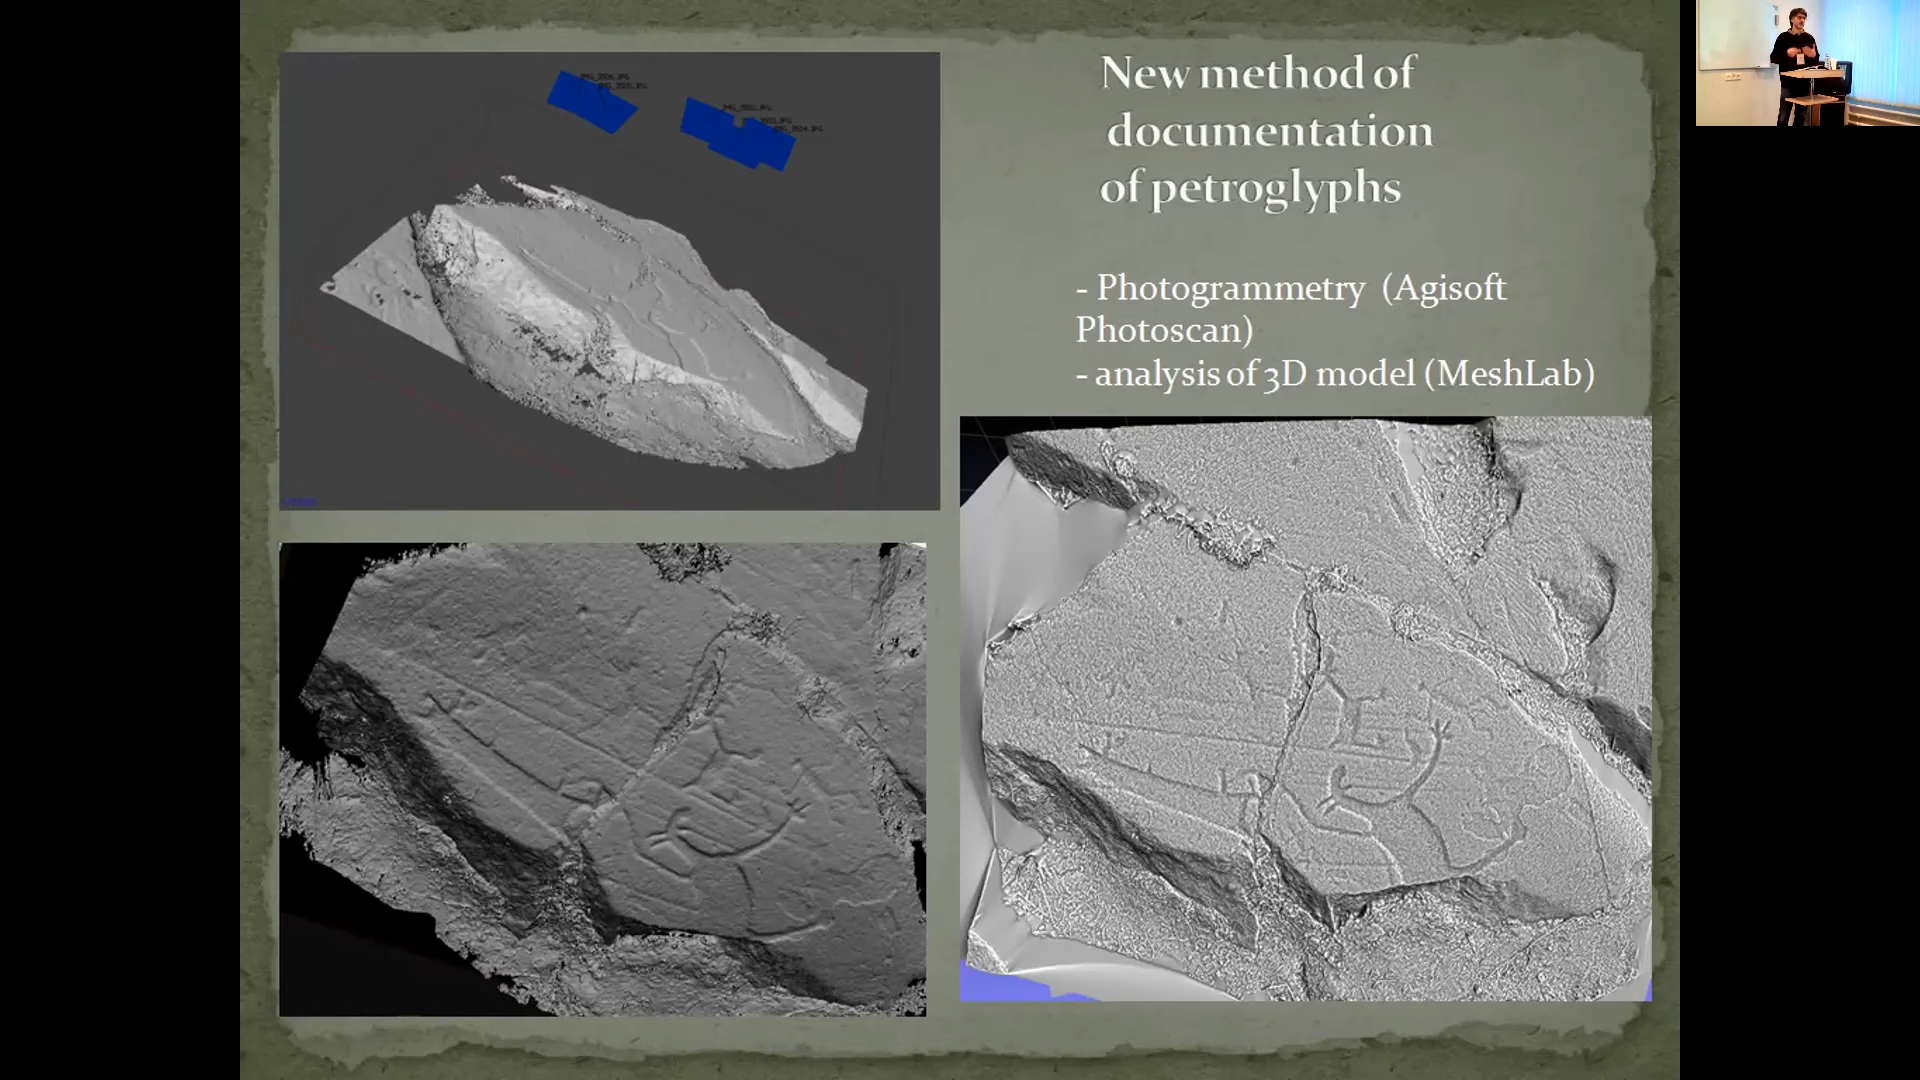 New method of
documentation
of petroglyphs
- Photogrammetry (Agisoft
Photoscan)
- analysis of 3D model (MeshLab)